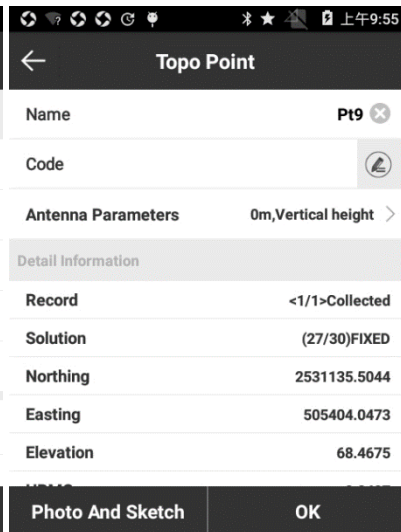 上午9:55
Topo Point
Name Pt9
Code
Antenna Parameters 0m,Vertical height
Detail Information
Record <1/1>Collected
Solution (27/30)FIXED
Northing 2531135.5044
Easting 505404.0473
Elevation 68.4675
Photo And Sketch OK